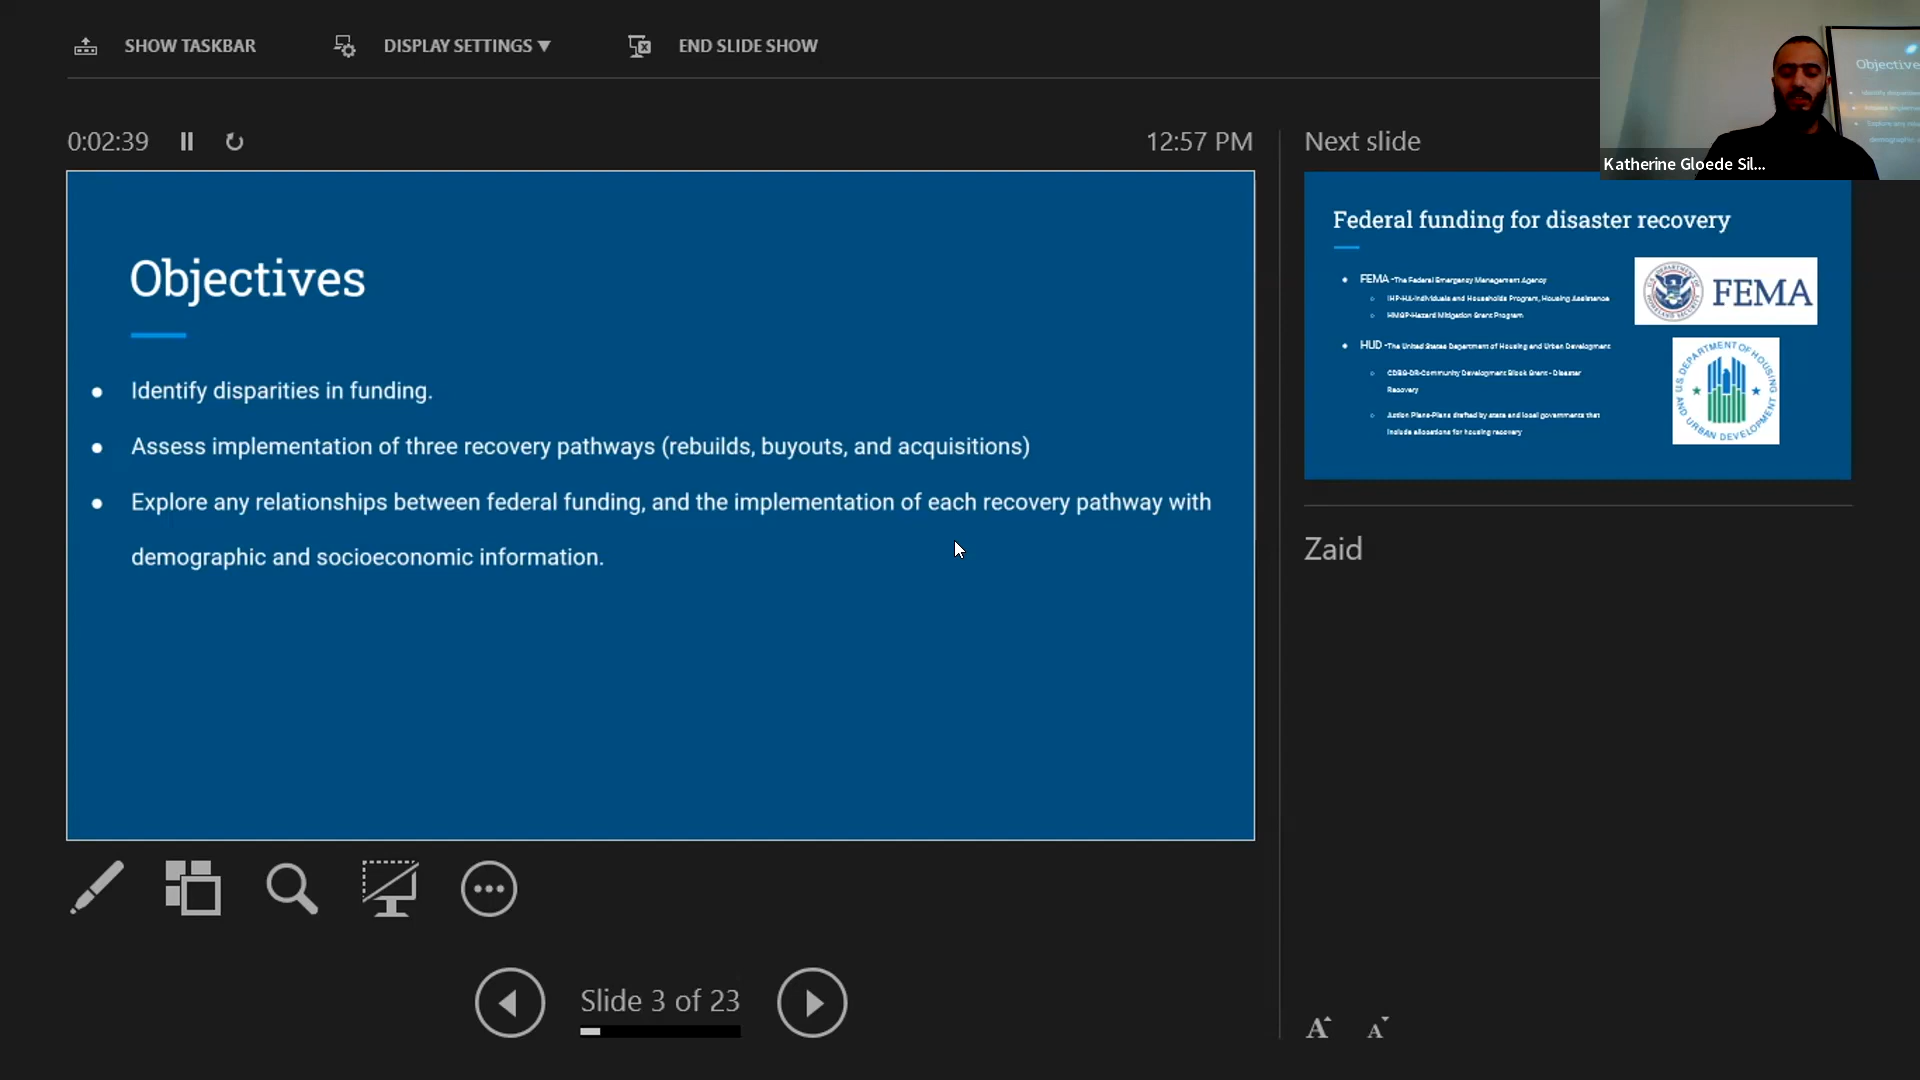 SHOW TASKBAR
DISPLAY SETTINGS ▼
END SLIDE SHOW
0:02:39
12:57 PM
Objectives
• Identify disparities in funding.
• Assess implementation of three recovery pathways (rebuilds, buyouts, and acquisitions)
• Explore any relationships between federal funding, and the implementation of each recovery pathway with
demographic and socioeconomic information.
Slide 3 of 23
Next slide
Federal funding for disaster recovery
• FEMA -The Federal Emergency Management Agency
○ IHP-HA-Individuals and Households Program, Housing Assistance
○ HMGP-Hazard Mitigation Grant Program
• HUD -The United States Department of Housing and Urban Development
○ CDBG-DR-Community Development Block Grant - Disaster
Recovery
○ Action Plans-Plans drafted by state and local governments that
include allocations for housing recovery
FEMA
U.S. DEPARTMENT OF HOUSING
AND URBAN DEVELOPMENT
Zaid
A A
Objective
Katherine Gloede Sil...